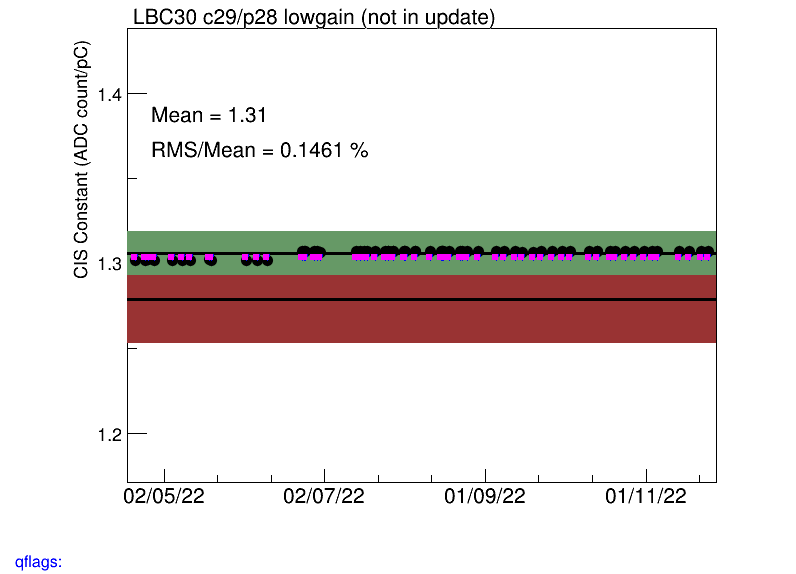 LBC30 c29/p28 lowgain (not in update)
CIS Constant (ADC count/pC)
1.4
1.3
1.2
Mean = 1.31
RMS/Mean = 0.1461 %
02/05/22 02/07/22 01/09/22 01/11/22
qflags: